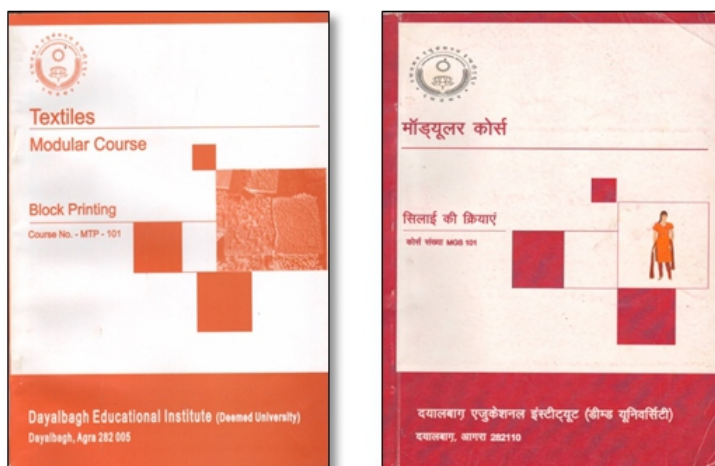 Textiles
Modular Course
Block Printing
Course No. - MTP - 101
Dayalbagh Educational Institute (Deemed University)
Dayalbagh, Agra 282 005
मॉड्यूलर कोर्स
सिलाई की क्रियाएं
कोर्स संख्या MGS 101
दयालबाग़ एजुकेशनल इंस्टीट्यूट (डीम्ड यूनिवर्सिटी)
दयालबाग़, आगरा 282110